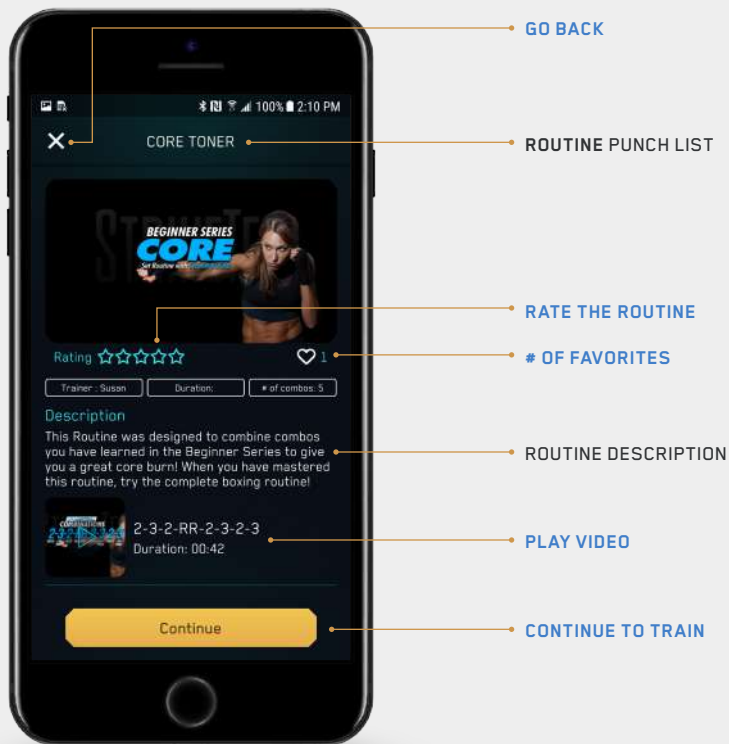 GO BACK
100% 2:10 PM
CORE TONER
ROUTINE PUNCH LIST
BEGINNER SERIES
CORE
Set Routine with
RATE THE ROUTINE
Rating
1
# OF FAVORITES
Trainer : Susan
Duration:
# of combos: 5
Description
This Routine was designed to combine combos
you have learned in the Beginner Series to give
you a great core burn! When you have mastered
this routine, try the complete boxing routine!
ROUTINE DESCRIPTION
COMBINATIONS
2-3-2-RR-2-3-2-3
Duration: 00:42
PLAY VIDEO
Continue
CONTINUE TO TRAIN